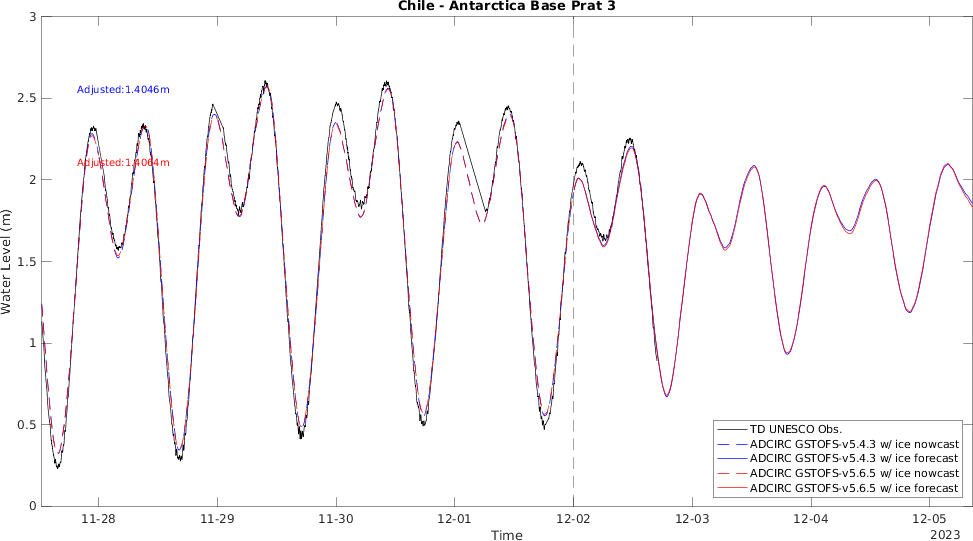 Chile - Antarctica Base Prat 3
Water Level (m)
3
2.5
2
1.5
1
0.5
0
Adjusted:1.4046m
Adjusted:1.4064m
TD UNESCO Obs.
ADCIRC GSTOFS-v5.4.3 w/ ice nowcast
ADCIRC GSTOFS-v5.4.3 w/ ice forecast
ADCIRC GSTOFS-v5.6.5 w/ ice nowcast
ADCIRC GSTOFS-v5.6.5 w/ ice forecast
11-28 11-29 11-30 12-01 12-02 12-03 12-04 12-05
Time
2023